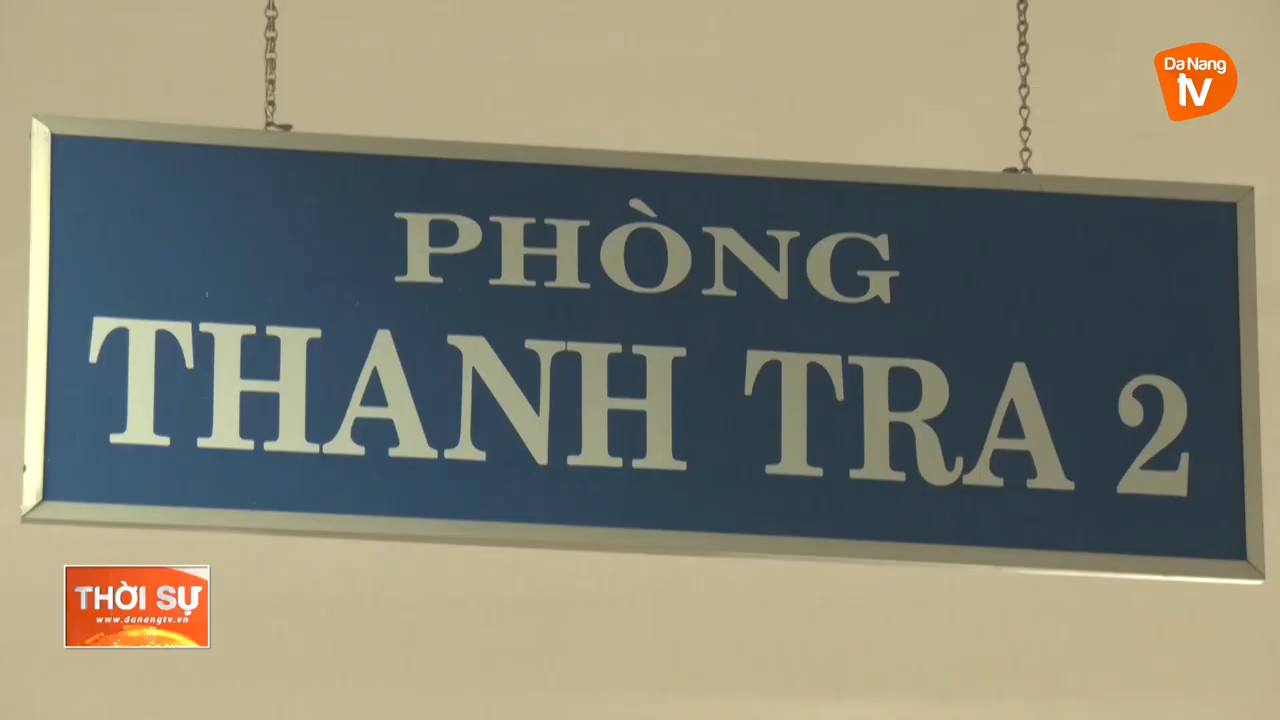 Da Nang
tv
PHÒNG
THANH TRA 2
THỜI SỰ
www.danangtv.vn